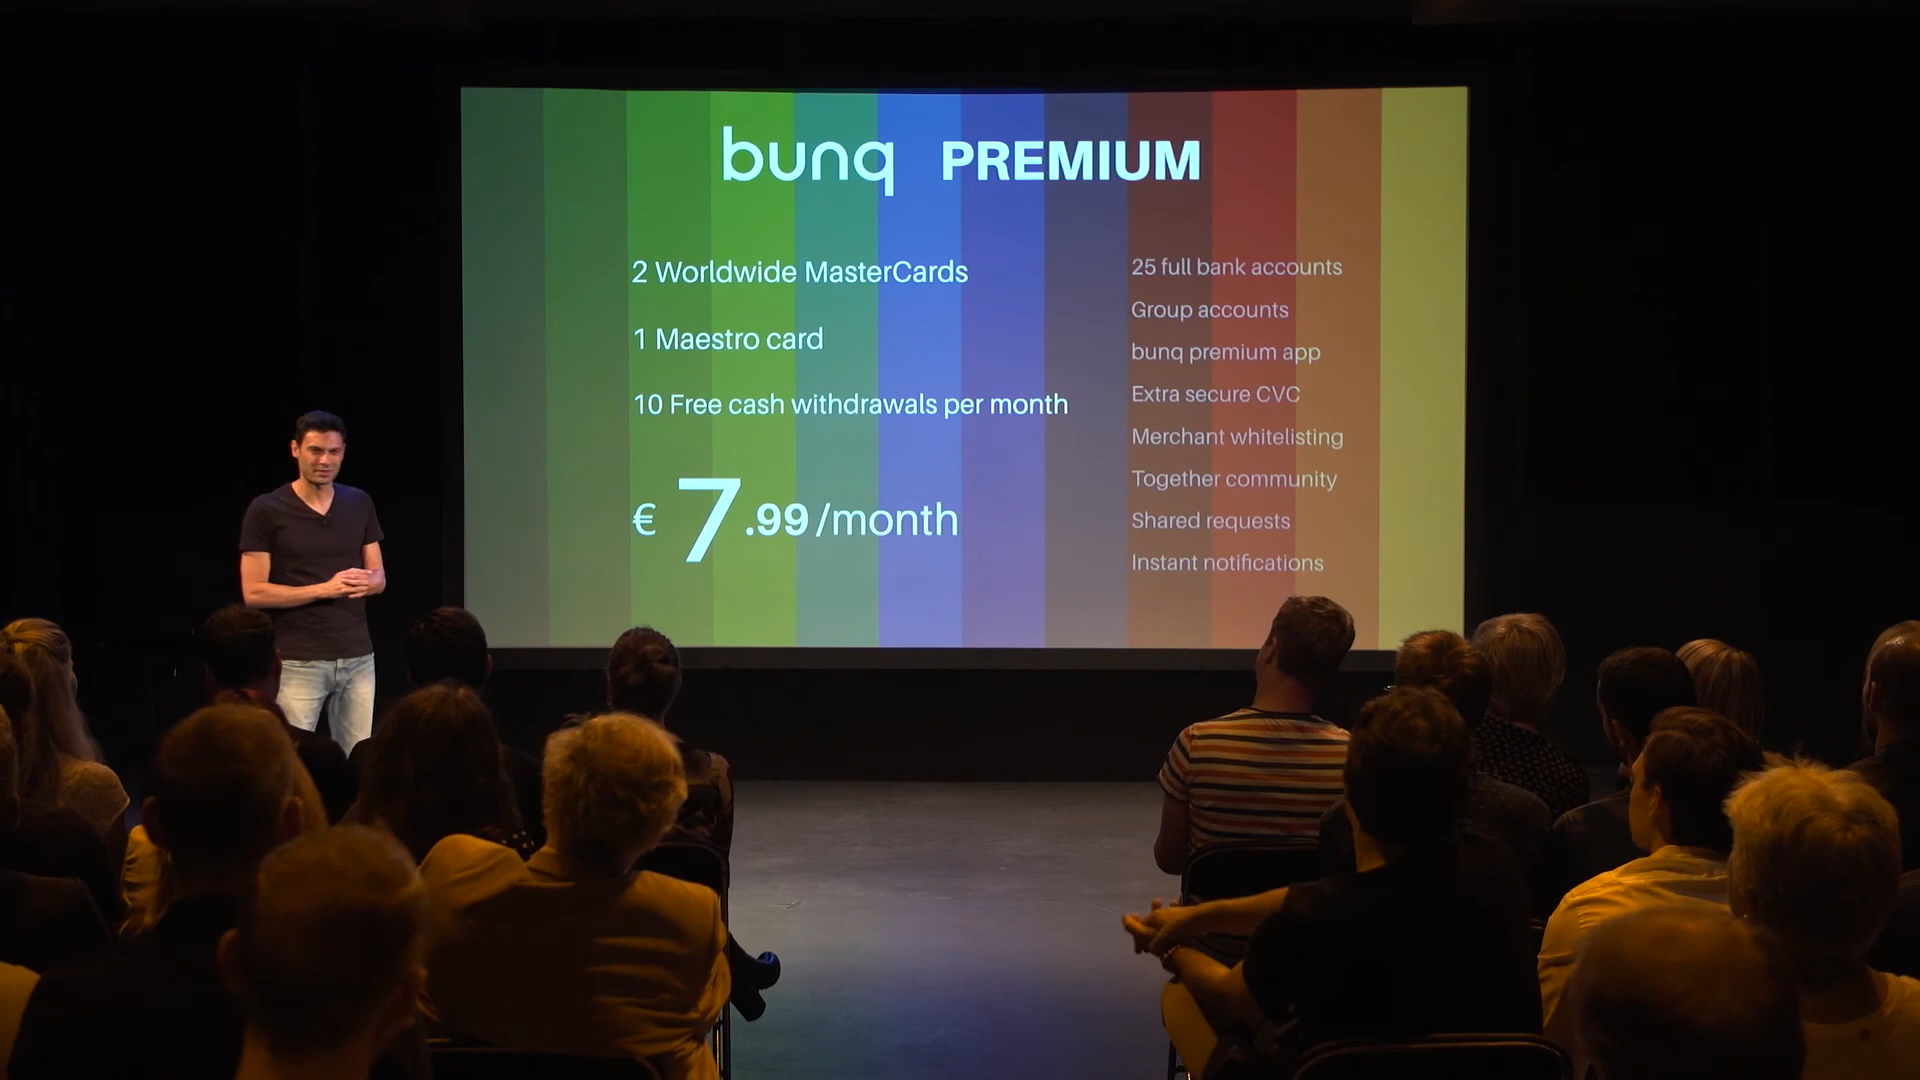 bunq PREMIUM
2 Worldwide MasterCards
1 Maestro card
10 Free cash withdrawals per month
€ 7.99/month
25 full bank accounts
Group accounts
bunq premium app
Extra secure CVC
Merchant whitelisting
Together community
Shared requests
Instant notifications